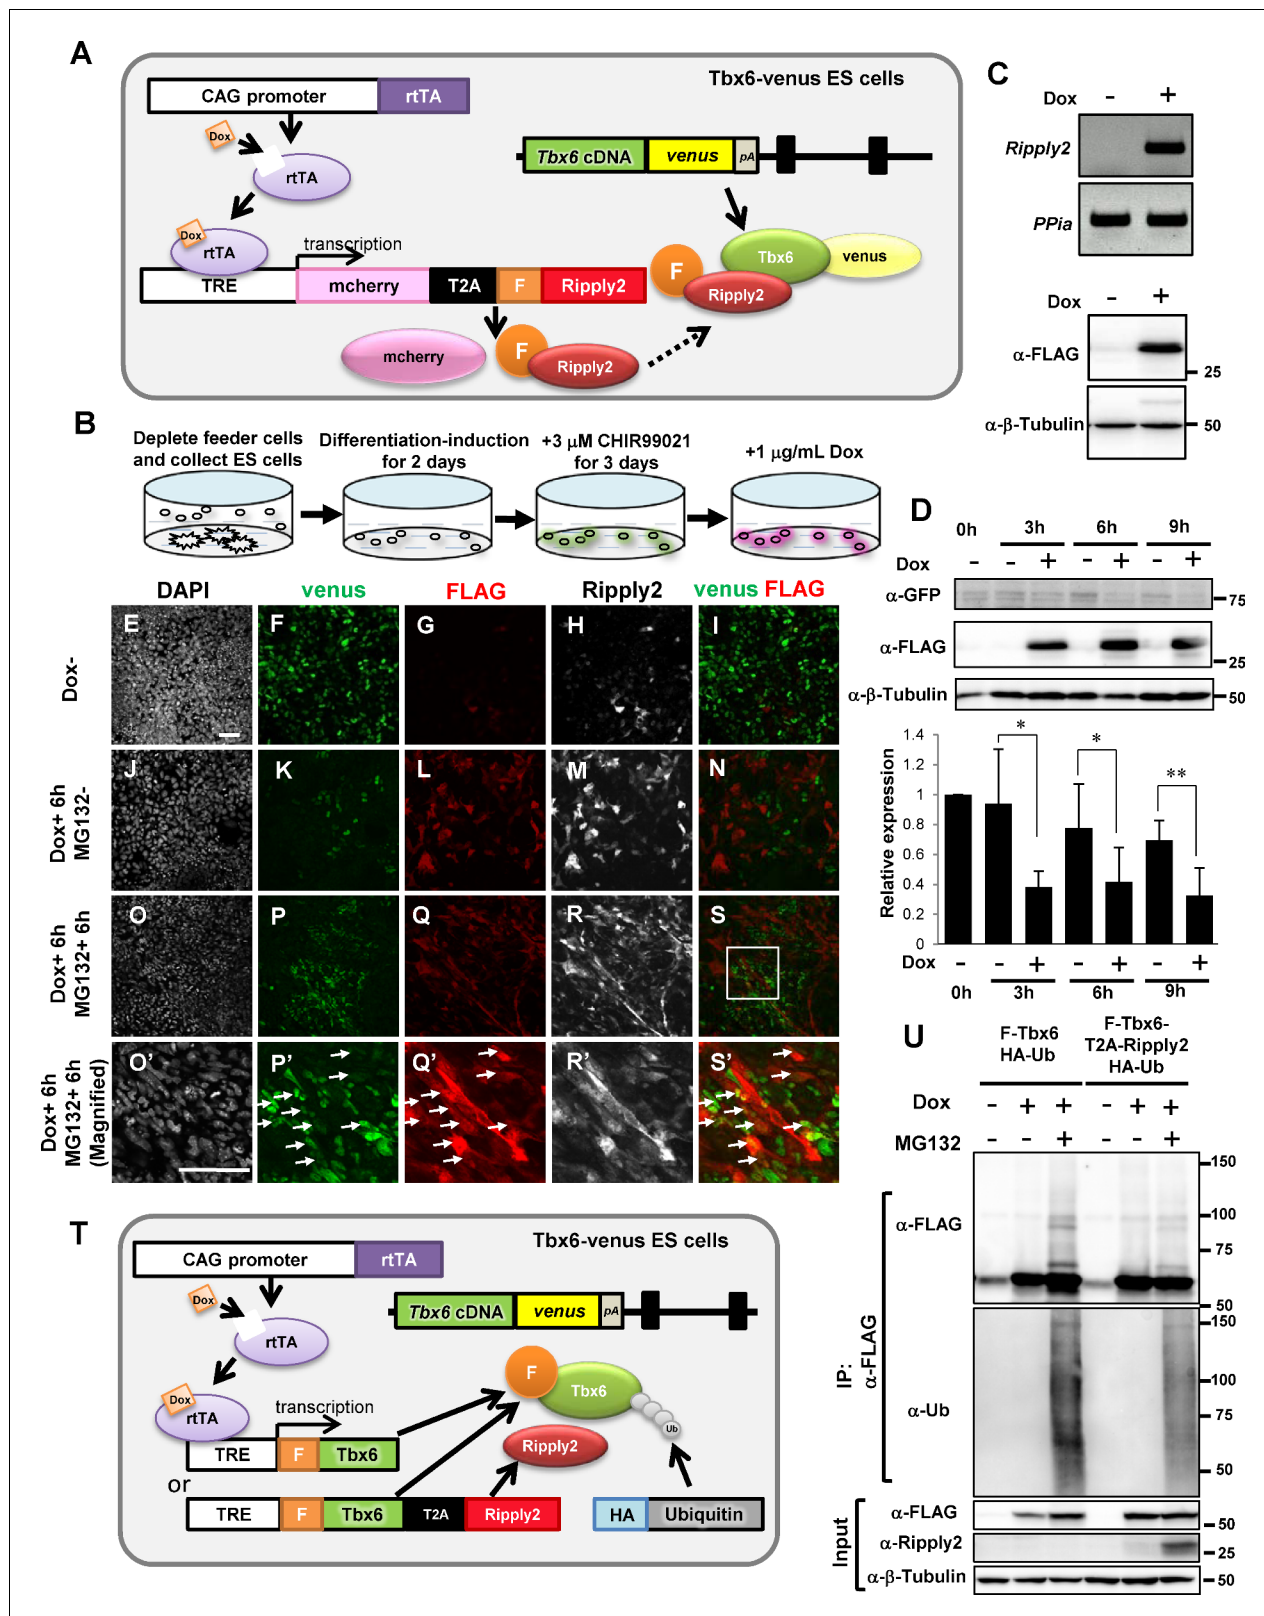 A
Tbx6-venus ES cells
CAG promoter
rtTA
Dox
rtTA
Tbx6 cDNA
venus
pA
Dox
rtTA
transcription
TRE
mcherry
T2A
F
Ripply2
F
Tbx6
venus
Ripply2
mcherry
F
Ripply2
C
Dox - +
Ripply2
PPia
Dox - +
α-FLAG
25
α-β-Tubulin
50
B
Deplete feeder cells
and collect ES cells
Differentiation-induction
for 2 days
+3 μM CHIR99021
for 3 days
+1 μg/mL Dox
D
0h 3h 6h 9h
Dox - - + - + - +
α-GFP
75
α-FLAG
25
α-β-Tubulin
50
Relative expression
1.4
1.2
1
0.8
0.6
0.4
0.2
0
* * **
Dox - - + - + - +
0h 3h 6h 9h
DAPI venus FLAG Ripply2 venus FLAG
Dox-
E F G H I
Dox+ 6h
MG132-
J K L M N
Dox+ 6h
MG132+ 6h
O P Q R S
Dox+ 6h
MG132+ 6h
(Magnified)
O' P' Q' R' S'
T
Tbx6-venus ES cells
CAG promoter
rtTA
Dox
rtTA
Tbx6 cDNA
venus
pA
Dox
rtTA
transcription
TRE
F
Tbx6
or
TRE
F
Tbx6
T2A
Ripply2
F
Tbx6
Ub
Ripply2
HA
Ubiquitin
U
F-Tbx6
HA-Ub
F-Tbx6-
T2A-Ripply2
HA-Ub
Dox - + + - + +
MG132 - - + - - +
IP:
α-FLAG
α-FLAG
150
100
75
50
α-Ub
150
100
75
50
Input
α-FLAG
50
α-Ripply2
25
α-β-Tubulin
50